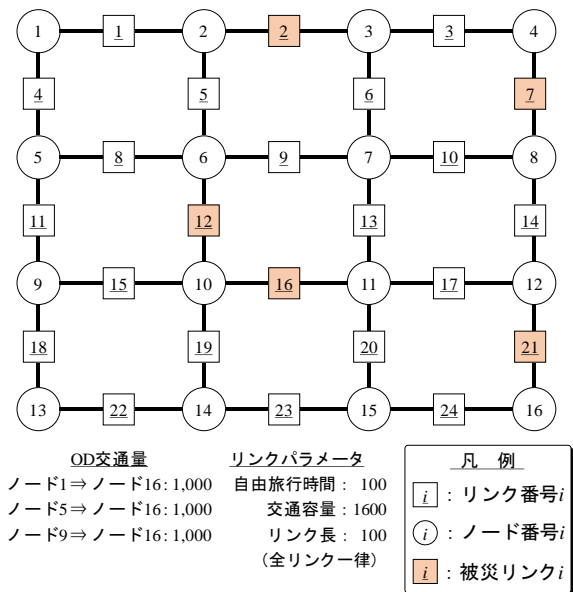 1 1 2 2 3 3 4
4 5 6 7
5 8 6 9 7 10 8
11 12 13 14
9 15 10 16 11 17 12
18 19 20 21
13 22 14 23 15 24 16
OD交通量
ノード1⇒ノード16: 1,000
ノード5⇒ノード16: 1,000
ノード9⇒ノード16: 1,000
リンクパラメータ
自由旅行時間: 100
交通容量: 1600
リンク長: 100
(全リンク一律)
凡 例
i : リンク番号i
i : ノード番号i
i : 被災リンクi